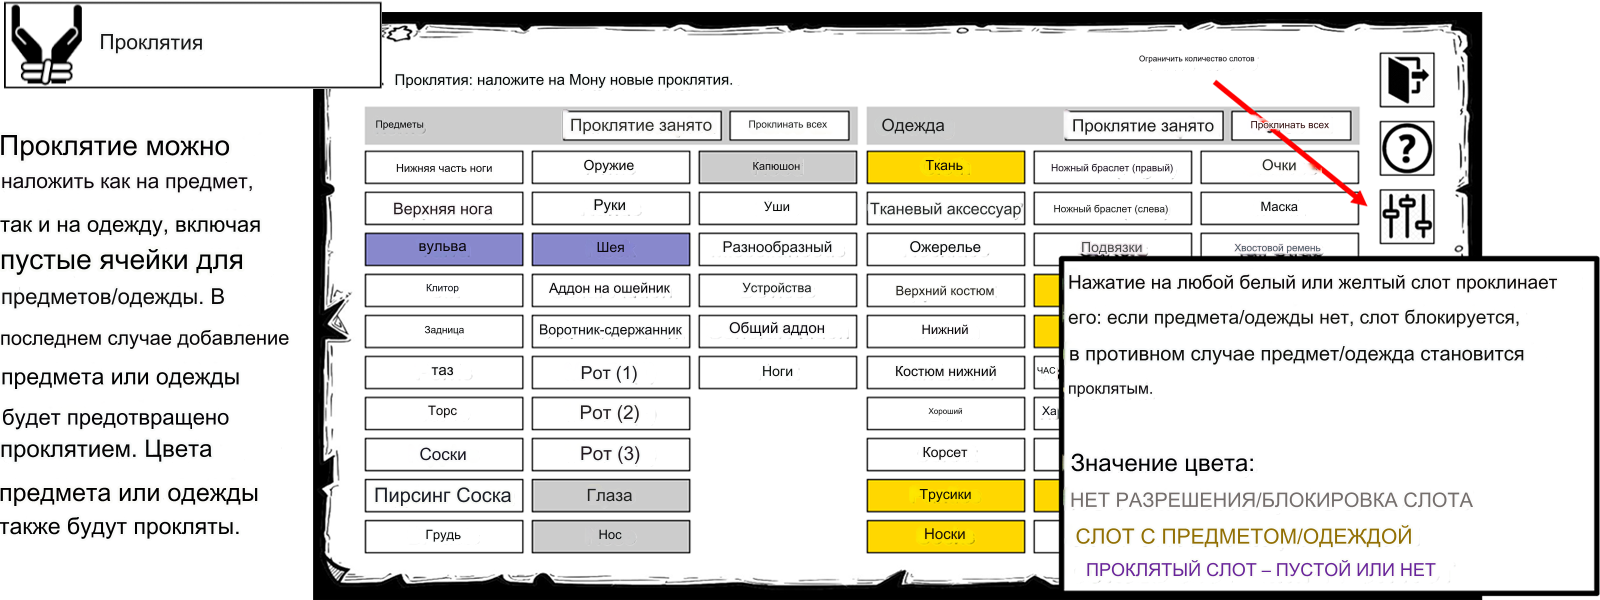 Проклятия
Ограничить количество слотов
Проклятия: наложите на Мону новые проклятия.
Проклятие можно
наложить как на предмет,
так и на одежду, включая
пустые ячейки для
предметов/одежды. В
последнем случае добавление
предмета или одежды
будет предотвращено
проклятием. Цвета
предмета или одежды
также будут прокляты.
Предметы Проклятие занято Проклинать всех Одежда Проклятие занято Проклинать всех
Нижняя часть ноги Оружие Капюшон Ткань Ножный браслет (правый) Очки
Верхняя нога Руки Уши Тканевый аксессуар Ножный браслет (слева) Маска
вульва Шея Разнообразный Ожерелье Подвязки Хвостовой ремень
Клитор Аддон на ошейник Устройства Верхний костюм
Задница Воротник-сдержанник Общий аддон Нижний
таз Рот (1) Ноги Костюм нижний ЧАС
Торс Рот (2) Хороший Ха
Соски Рот (3) Корсет
Пирсинг Соска Глаза Трусики
Грудь Нос Носки
Нажатие на любой белый или желтый слот проклинает
его: если предмета/одежды нет, слот блокируется,
в противном случае предмет/одежда становится
проклятым.
Значение цвета:
НЕТ РАЗРЕШЕНИЯ/БЛОКИРОВКА СЛОТА
СЛОТ С ПРЕДМЕТОМ/ОДЕЖДОЙ
ПРОКЛЯТЫЙ СЛОТ – ПУСТОЙ ИЛИ НЕТ